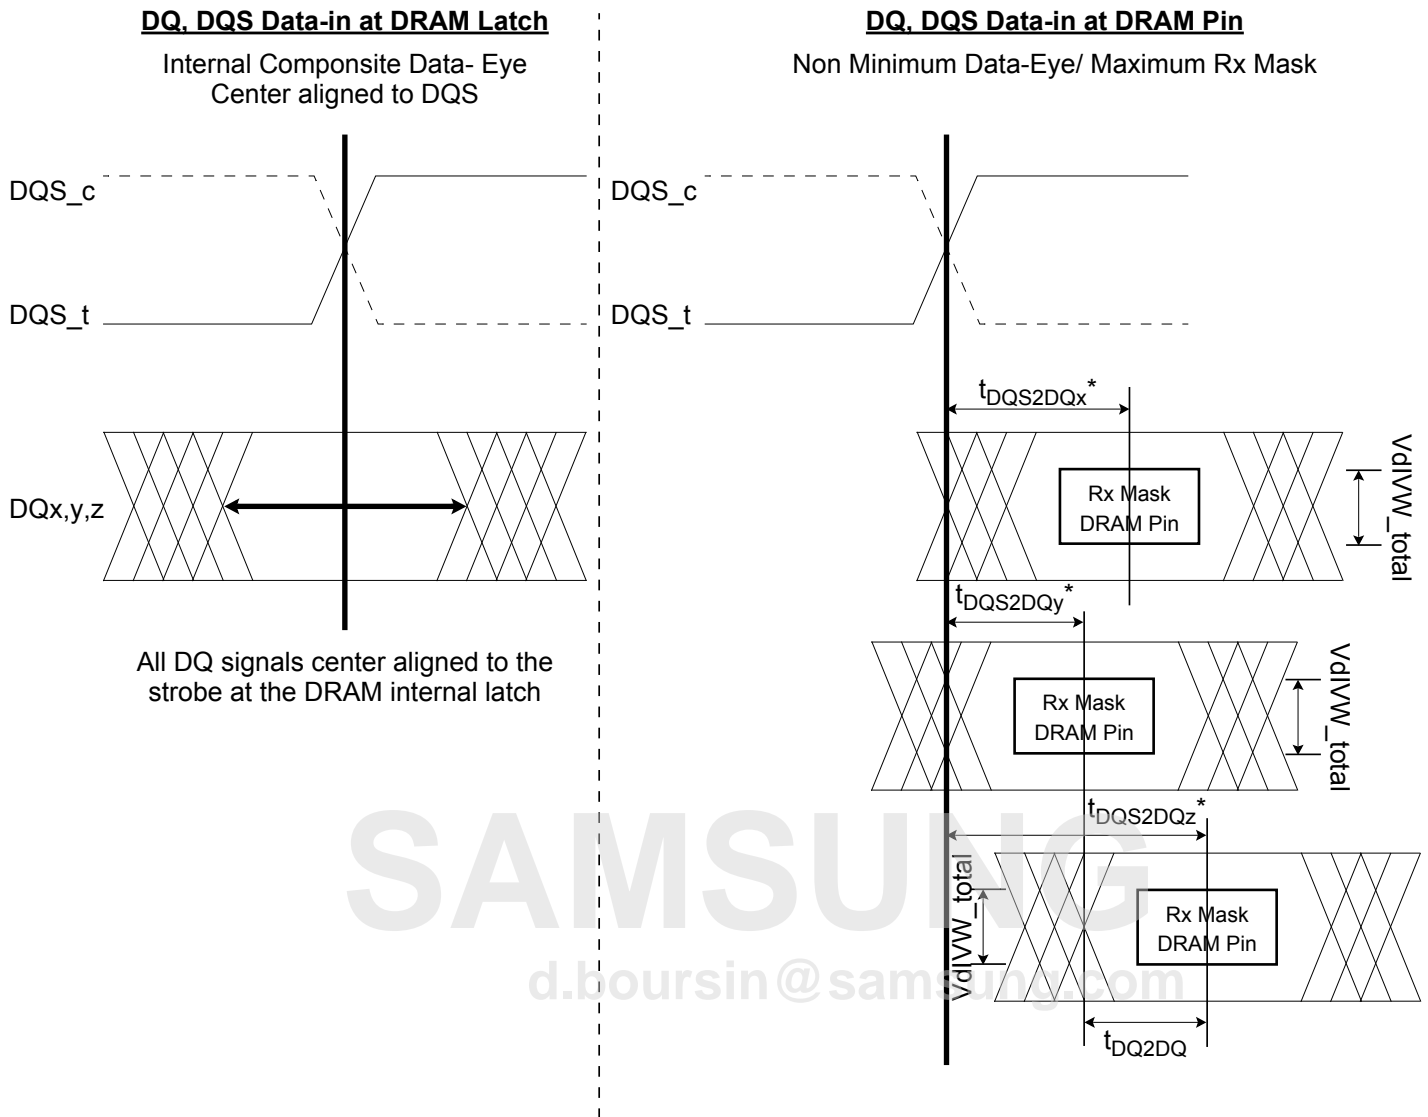 DQ, DQS Data-in at DRAM Latch
Internal Componsite Data- Eye
Center aligned to DQS
DQS_c
DQS_t
DQx,y,z
All DQ signals center aligned to the
strobe at the DRAM internal latch
DQ, DQS Data-in at DRAM Pin
Non Minimum Data-Eye/ Maximum Rx Mask
DQS_c
DQS_t
tDQS2DQx*
Rx Mask
DRAM Pin
VdIVW_total
tDQS2DQy*
Rx Mask
DRAM Pin
VdIVW_total
tDQS2DQz*
VdIVW_total
Rx Mask
DRAM Pin
tDQ2DQ
SAMSUNG
d.boursin@samsung.com